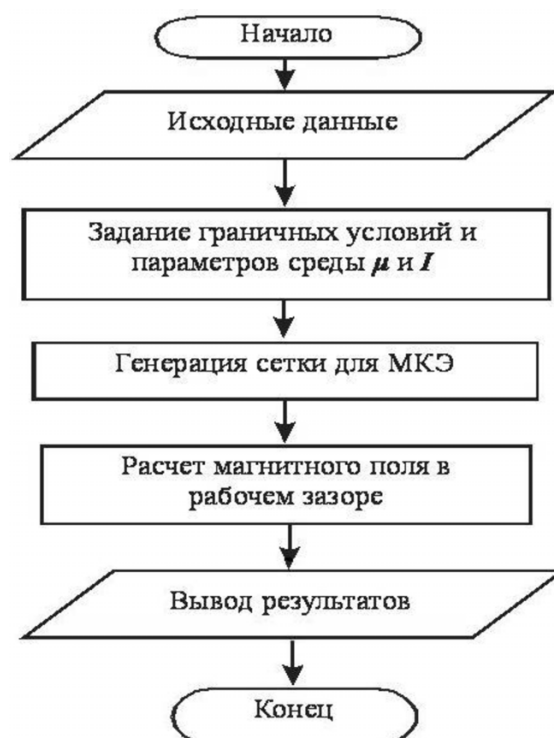 Начало
Исходные данные
Задание граничных условий и
параметров среды μ и I
Генерация сетки для МКЭ
Расчет магнитного поля в
рабочем зазоре
Вывод результатов
Конец